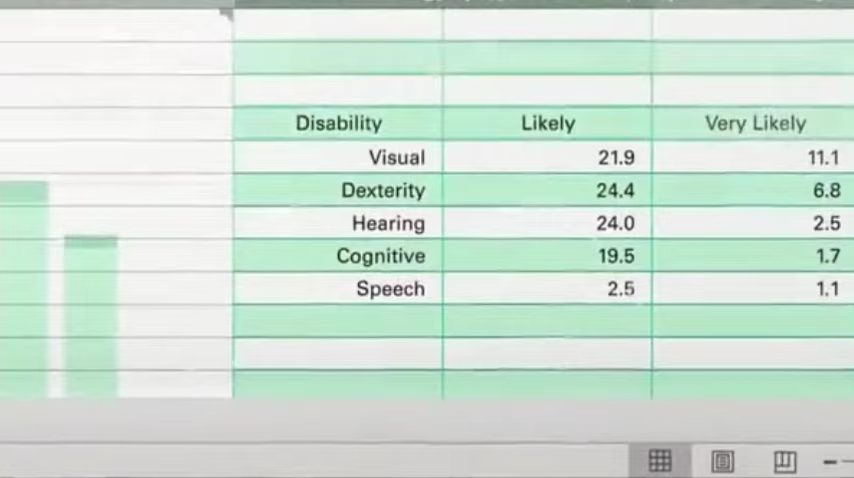 Disability Likely Very Likely
Visual 21.9 11.1
Dexterity 24.4 6.8
Hearing 24.0 2.5
Cognitive 19.5 1.7
Speech 2.5 1.1